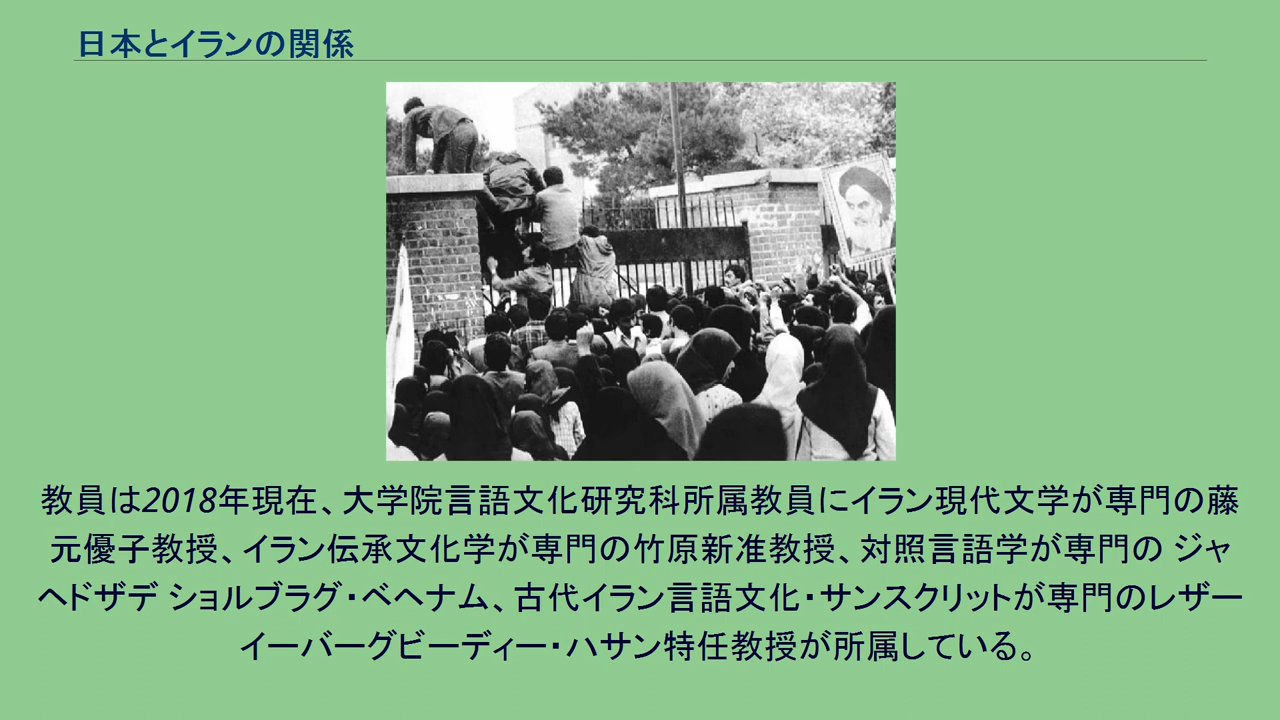 日本とイランの関係
教員は2018年現在、大学院言語文化研究科所属教員にイラン現代文学が専門の藤
元優子教授、イラン伝承文化学が専門の竹原新准教授、対照言語学が専門の ジャ
ヘドザデ ショルブラグ・ベヘナム、古代イラン言語文化・サンスクリットが専門のレザー
イーバーグビーディー・ハサン特任教授が所属している。